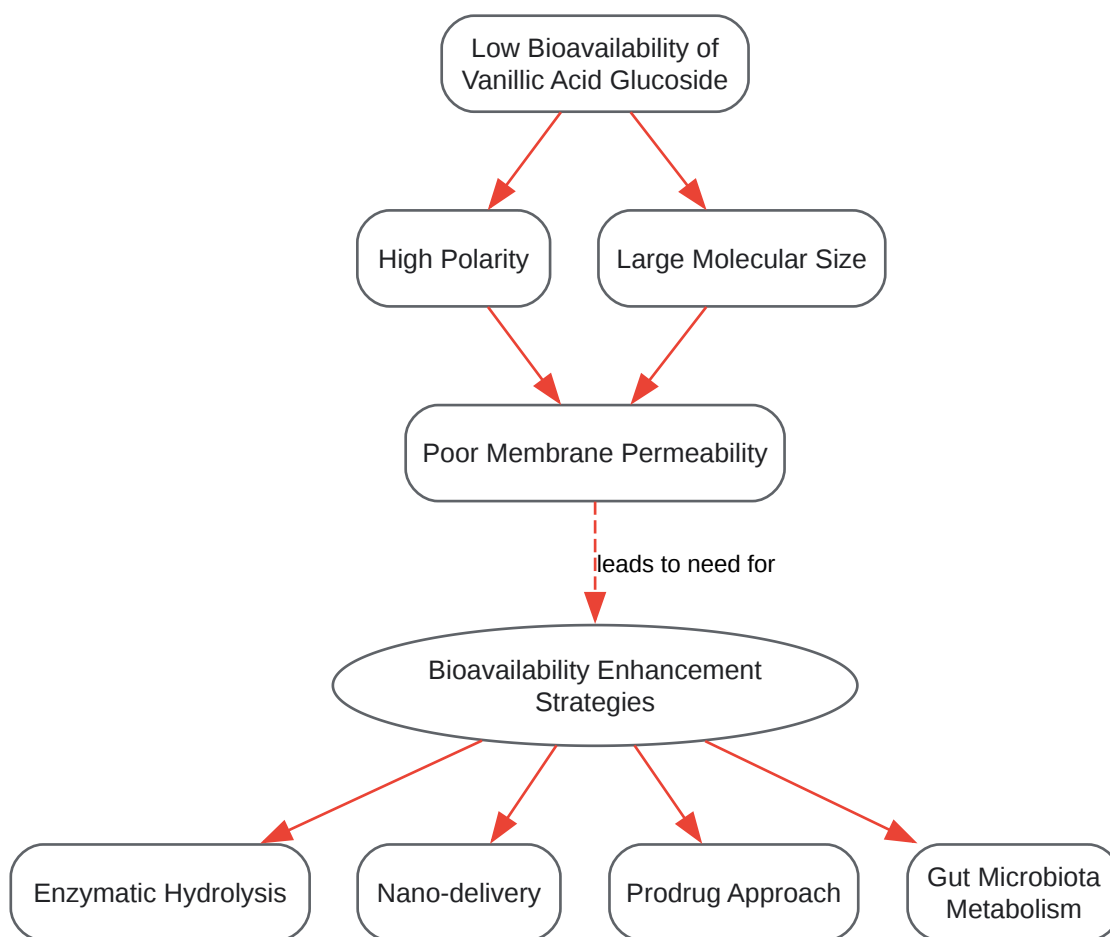 Low Bioavailability of
Vanillic Acid Glucoside
High Polarity
Large Molecular Size
Poor Membrane Permeability
leads to need for
Bioavailability Enhancement
Strategies
Enzymatic Hydrolysis
Nano-delivery
Prodrug Approach
Gut Microbiota
Metabolism